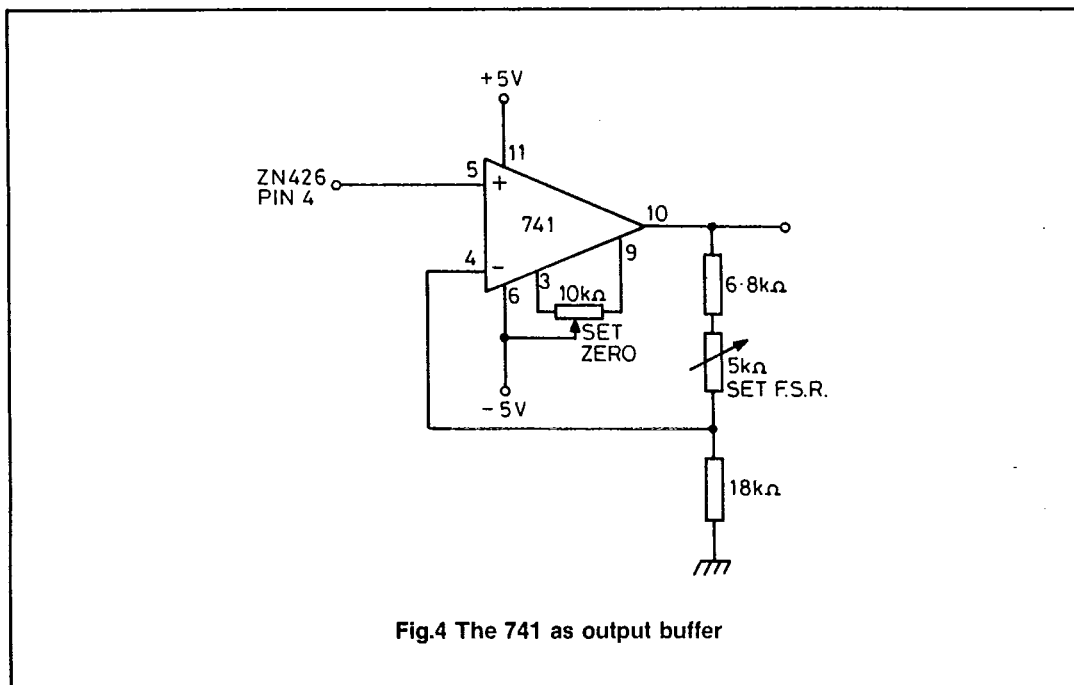 +5V
11
5
+
ZN426
PIN 4
741
10
9
4
-
3
6
10kΩ
SET
ZERO
-5V
6·8kΩ
5kΩ
SET F.S.R.
18kΩ
Fig.4 The 741 as output buffer